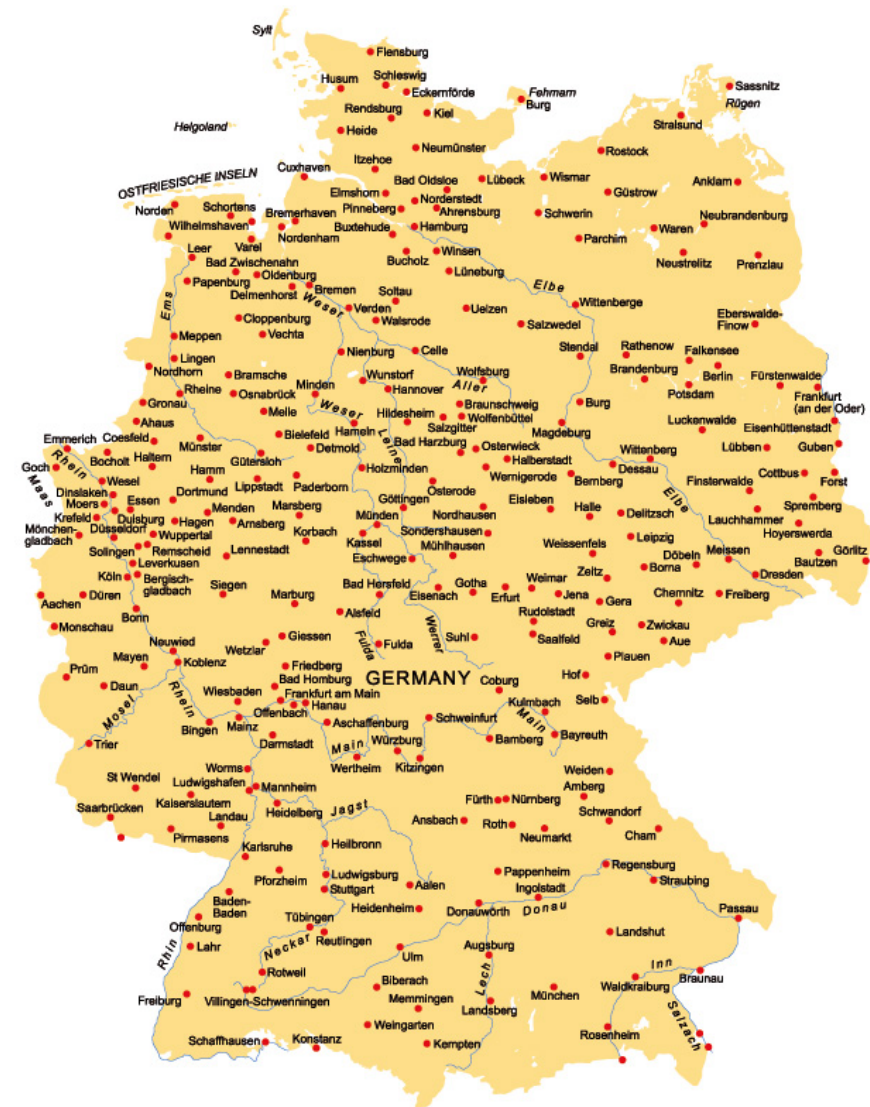 Sylt
Flensburg
Schleswig
Husum
Eckernförde
Fehmarn
Burg
Sassnitz
Rügen
Rendsburg
Kiel
Stralsund
Helgoland
Heide
Neumünster
Rostock
Itzehoe
Cuxhaven
Bad Oldsloe
Lübeck
Wismar
Güstrow
Anklam
OSTFRIESISCHE INSELN
Elmshorn
Norderstedt
Pinneberg
Ahrensburg
Schwerin
Norden
Schortens
Bremerhaven
Wilhelmshaven
Nordenham
Buxtehude
Hamburg
Waren
Neubrandenburg
Parchim
Varel
Leer
Winsen
Bucholz
Neustrelitz
Prenzlau
Bad Zwischenahn
Oldenburg
Lüneburg
Elbe
Papenburg
Delmenhorst
Bremen
Weser
Soltau
Ems
Verden
Uelzen
Wittenberge
Cloppenburg
Walsrode
Salzwedel
Eberswalde-
Finow
Vechta
Meppen
Nienburg
Celle
Stendal
Rathenow
Falkensee
Lingen
Nordhorn
Bramsche
Wunstorf
Wolfsburg
Aller
Brandenburg
Berlin
Fürstenwalde
Potsdam
Frankfurt
(an der Oder)
Rheine
Osnabrück
Minden
Hannover
Gronau
Melle
Weser
Hildesheim
Braunschweig
Wolfenbüttel
Salzgitter
Burg
Luckenwalde
Eisenhüttenstadt
Ahaus
Hameln
Leine
Magdeburg
Emmerich
Coesfeld
Bielefeld
Münster
Detmold
Bad Harzburg
Osterwieck
Halberstadt
Wittenberg
Lübben
Guben
Rhein
Bocholt
Haltern
Gütersloh
Holzminden
Wernigerode
Dessau
Bernberg
Goch
Maas
Wesel
Hamm
Lippstadt
Paderborn
Osterode
Elbe
Finsterwalde
Cottbus
Forst
Dinslaken
Moers
Essen
Dortmund
Menden
Marsberg
Göttingen
Nordhausen
Eisleben
Halle
Delitzsch
Lauchhammer
Spremberg
Krefeld
Duisburg
Mönchen-
gladbach
Düsseldorf
Hagen
Arnsberg
Münden
Sondershausen
Hoyerswerda
Wuppertal
Solingen
Remscheid
Korbach
Kassel
Mühlhausen
Weissenfels
Leipzig
Döbeln
Meissen
Görlitz
Leverkusen
Lennestadt
Eschwege
Borna
Bautzen
Köln
Bergisch-
gladbach
Siegen
Bad Hersfeld
Eisenach
Gotha
Erfurt
Weimar
Jena
Zeitz
Gera
Chemnitz
Dresden
Freiberg
Aachen
Düren
Marburg
Bonn
Alsfeld
Rudolstadt
Monschau
Giessen
Werrer
Suhl
Saalfeld
Greiz
Zwickau
Aue
Neuwied
Wetzlar
Fulda
Fulda
Plauen
Mayen
Koblenz
Friedberg
Prüm
Bad Homburg
GERMANY
Hof
Daun
Coburg
Wiesbaden
Frankfurt am Main
Selb
Mosel
Rhein
Offenbach
Hanau
Kulmbach
Mainz
Aschaffenburg
Schweinfurt
Main
Bingen
Bayreuth
Trier
Darmstadt
Main
Würzburg
Bamberg
Wertheim
Kitzingen
Worms
Weiden
St Wendel
Ludwigshafen
Mannheim
Amberg
Kaiserslautern
Jagst
Fürth
Nürnberg
Saarbrücken
Heidelberg
Schwandorf
Landau
Ansbach
Roth
Pirmasens
Neumarkt
Cham
Heilbronn
Karlsruhe
Regensburg
Pforzheim
Ludwigsburg
Pappenheim
Straubing
Stuttgart
Aalen
Ingolstadt
Baden-
Baden
Heidenheim
Donauwörth
Donau
Passau
Offenburg
Tübingen
Reutlingen
Landshut
Lahr
Neckar
Ulm
Augsburg
Rhin
Inn
Rotweil
Lech
Braunau
Biberach
München
Waldkraiburg
Freiburg
Villingen-Schwenningen
Memmingen
Landsberg
Salzach
Weingarten
Rosenheim
Schaffhausen
Konstanz
Kempten